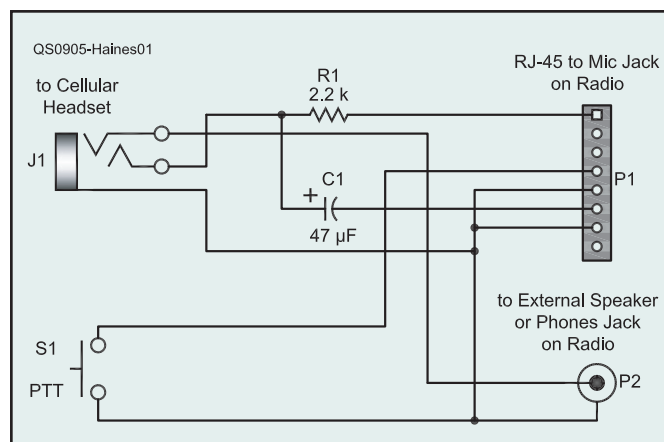 QS0905-Haines01
to Cellular
Headset
J1
R1
2.2 k
C1
+
47 µF
RJ-45 to Mic Jack
on Radio
P1
S1
PTT
to External Speaker
or Phones Jack
on Radio
P2